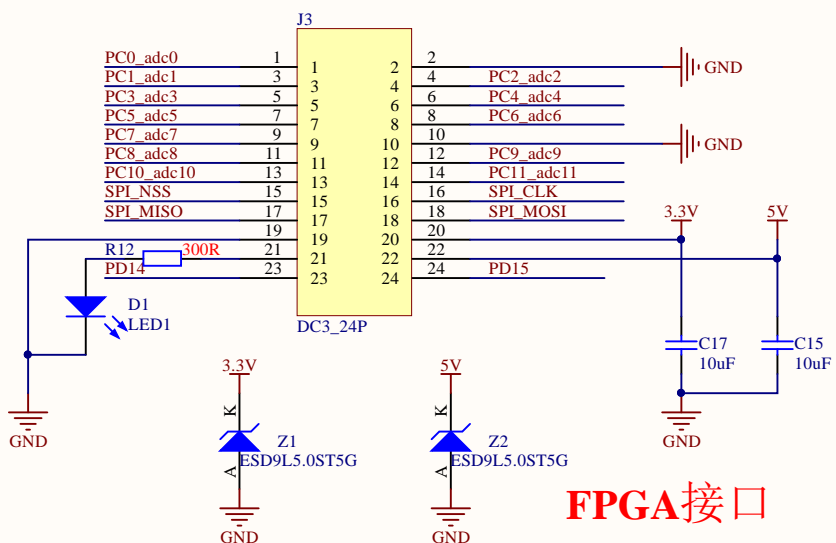 J3
PC0_adc0 1 1 2 2 GND
PC1_adc1 3 3 4 4 PC2_adc2
PC3_adc3 5 5 6 6 PC4_adc4
PC5_adc5 7 7 8 8 PC6_adc6
PC7_adc7 9 9 10 10 GND
PC8_adc8 11 11 12 12 PC9_adc9
PC10_adc10 13 13 14 14 PC11_adc11
SPI_NSS 15 15 16 16 SPI_CLK
SPI_MISO 17 17 18 18 SPI_MOSI
3.3V 5V
19 19 20 20
R12 300R 21 21 22 22
PD14 23 23 24 24 PD15
D1
LED1
DC3_24P
C17 C15
10uF 10uF
3.3V 5V
K K
GND GND
Z1 Z2
ESD9L5.0ST5G ESD9L5.0ST5G
A A
FPGA接口
GND GND